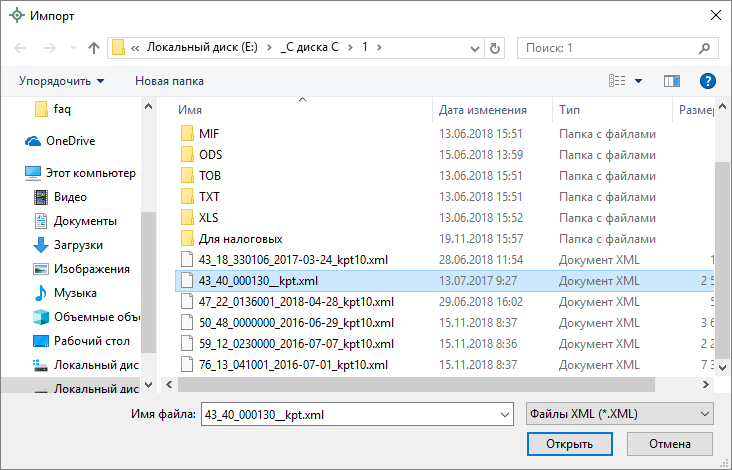 Импорт
« Локальный диск (E:) › _С диска С › 1 ›
Поиск: 1
Упорядочить Новая папка
faq
OneDrive
Этот компьютер
Видео
Документы
Загрузки
Изображения
Музыка
Объемные объе
Рабочий стол
Локальный дис
Локальный дис
Имя Дата изменения Тип Размер
MIF 13.06.2018 15:51 Папка с файлами
ODS 15.06.2018 13:59 Папка с файлами
TOB 13.06.2018 15:51 Папка с файлами
TXT 13.06.2018 15:51 Папка с файлами
XLS 13.06.2018 15:52 Папка с файлами
Для налоговых 19.11.2018 15:57 Папка с файлами
43_18_330106_2017-03-24_kpt10.xml 28.06.2018 11:54 Документ XML 1
43_40_000130__kpt.xml 13.07.2017 9:27 Документ XML 2 5
47_22_0136001_2018-04-28_kpt10.xml 29.06.2018 16:02 Документ XML 5
50_48_0000000_2016-06-29_kpt10.xml 15.11.2018 8:37 Документ XML 3 6
59_12_0230000_2016-07-07_kpt10.xml 15.11.2018 8:36 Документ XML 2 2
76_13_041001_2016-07-01_kpt10.xml 15.11.2018 8:37 Документ XML 7 3
Имя файла: 43_40_000130__kpt.xml Файлы XML (*.XML)
Открыть Отмена